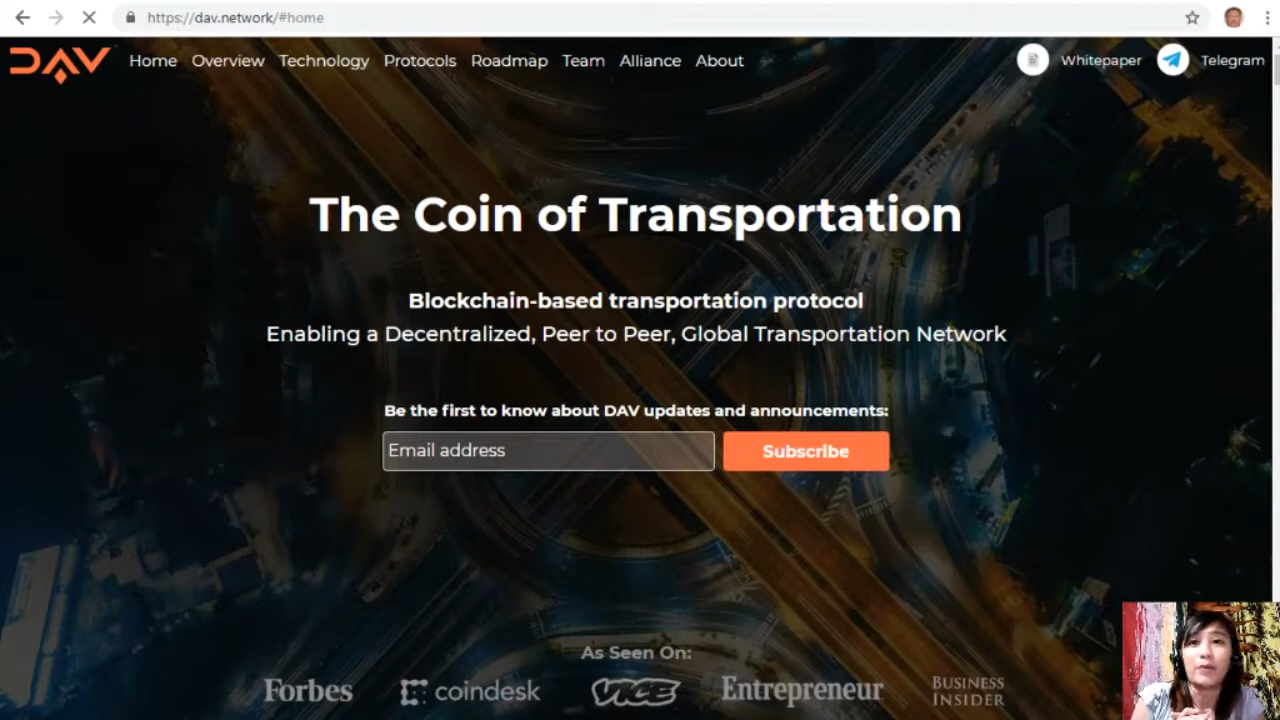 https://dav.network/#home
DAV
Home Overview Technology Protocols Roadmap Team Alliance About
Whitepaper Telegram
The Coin of Transportation
Blockchain-based transportation protocol
Enabling a Decentralized, Peer to Peer, Global Transportation Network
Be the first to know about DAV updates and announcements:
Email address Subscribe
As Seen On:
Forbes coindesk VICE Entrepreneur BUSINESS
INSIDER